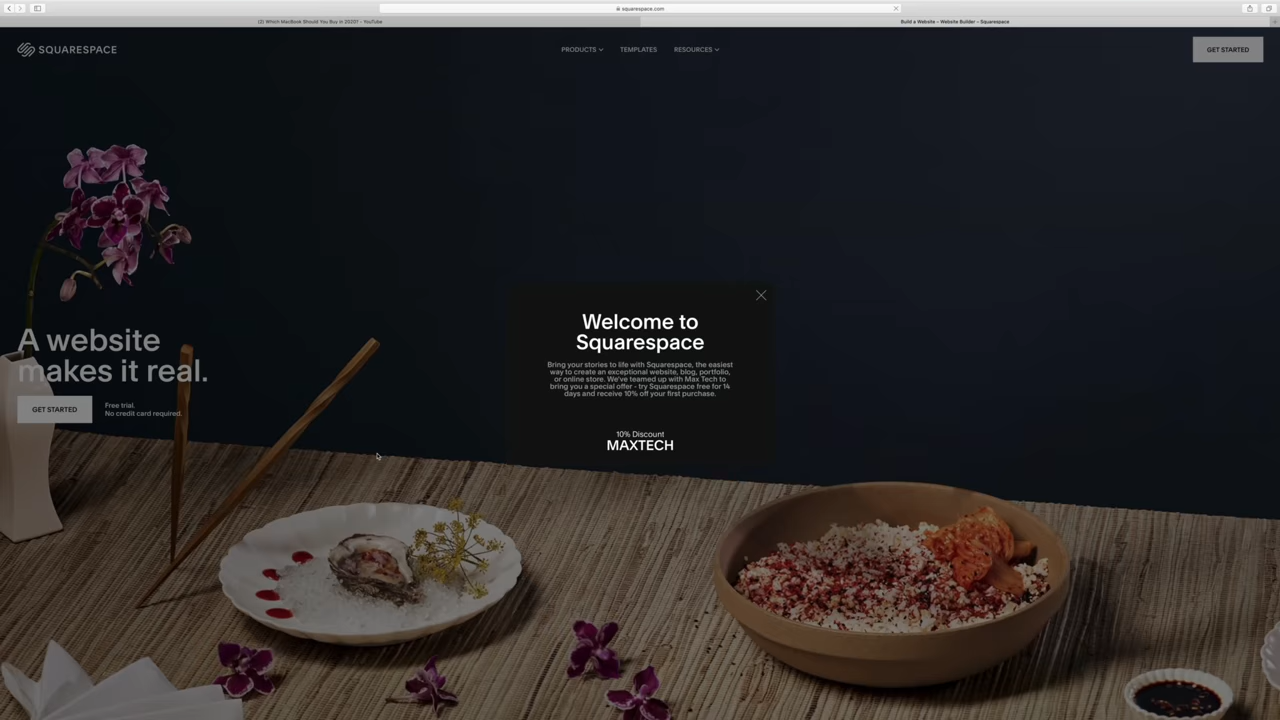 squarespace.com
(2) Which MacBook Should You Buy in 2020? - YouTube
Build a Website – Website Builder – Squarespace
SQUARESPACE
PRODUCTS
TEMPLATES
RESOURCES
GET STARTED
A website
makes it real.
GET STARTED
Free trial.
No credit card required.
Welcome to
Squarespace
Bring your stories to life with Squarespace, the easiest
way to create an exceptional website, blog, portfolio,
or online store. We've teamed up with Max Tech to
bring you a special offer - try Squarespace free for 14
days and receive 10% off your first purchase.
10% Discount
MAXTECH